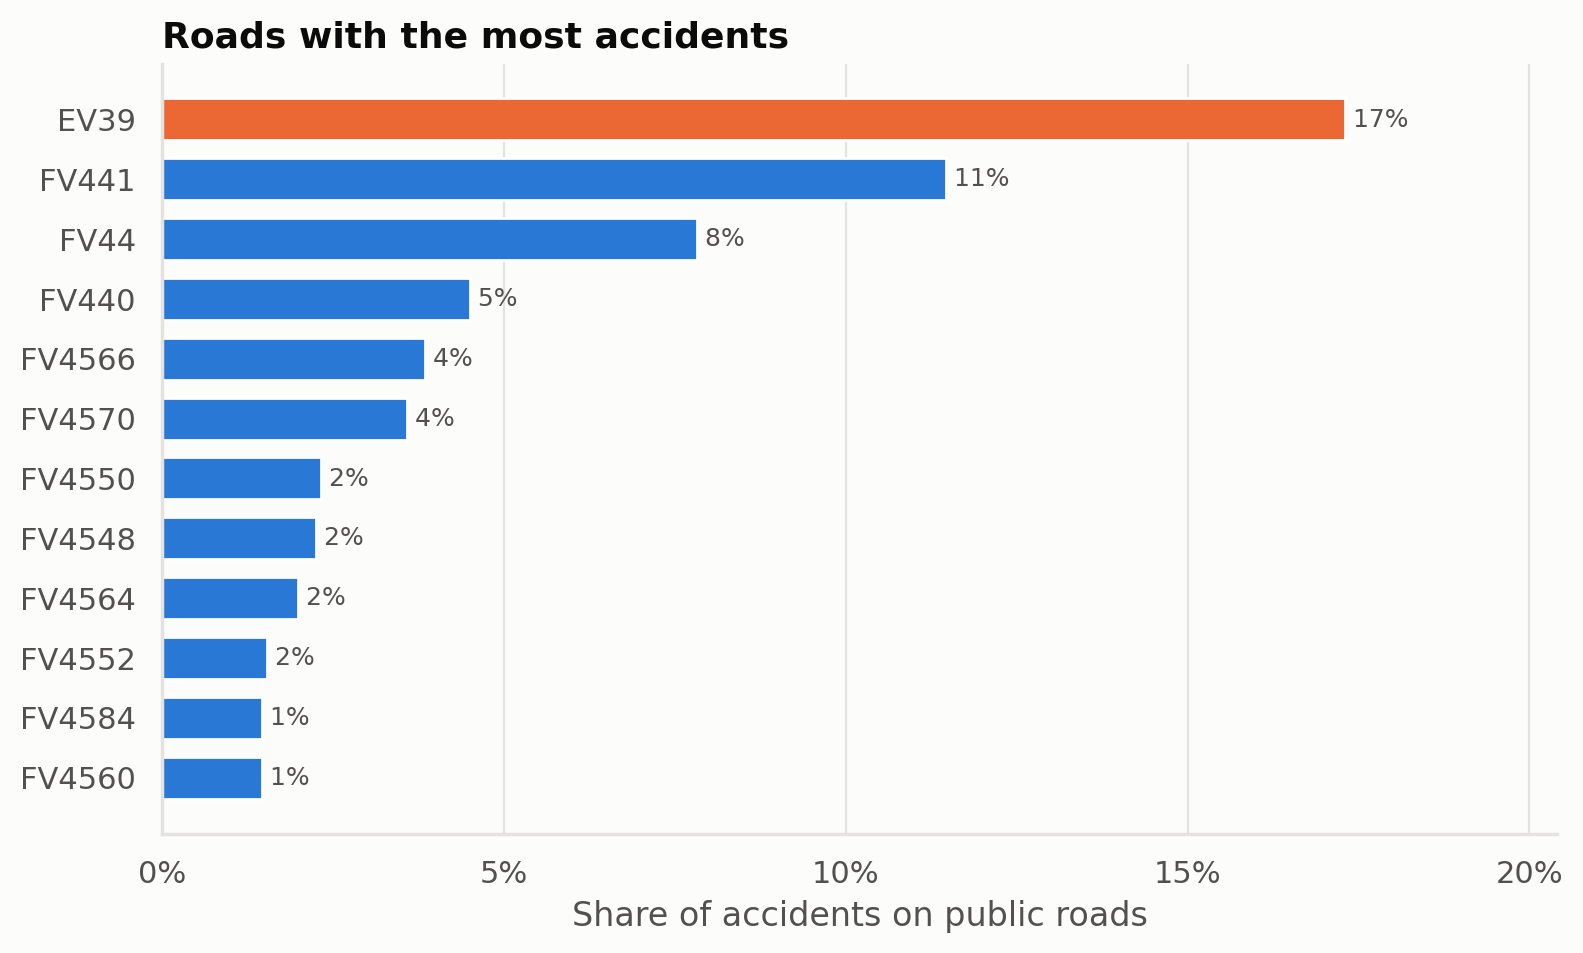 Roads with the most accidents
EV39 17%
FV441 11%
FV44 8%
FV440 5%
FV4566 4%
FV4570 4%
FV4550 2%
FV4548 2%
FV4564 2%
FV4552 2%
FV4584 1%
FV4560 1%
0% 5% 10% 15% 20%
Share of accidents on public roads